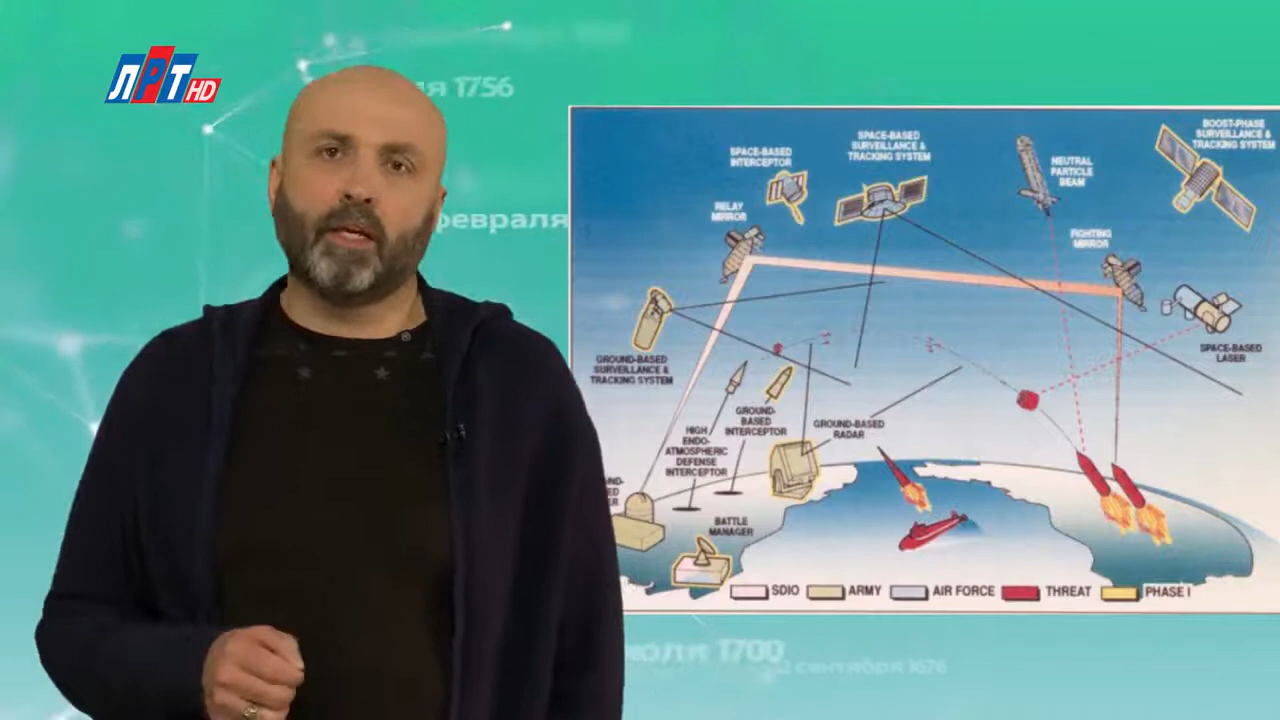 ЛРТ HD
1756
февраля
SPACE-BASED
INTERCEPTOR
SPACE-BASED
SURVEILLANCE &
TRACKING SYSTEM
NEUTRAL
PARTICLE
BEAM
BOOST-PHASE
SURVEILLANCE &
TRACKING SYSTEM
RELAY
MIRROR
FIGHTING
MIRROR
GROUND-BASED
SURVEILLANCE &
TRACKING SYSTEM
SPACE-BASED
LASER
GROUND-
BASED
INTERCEPTOR
GROUND-BASED
RADAR
HIGH
ENDO-
ATMOSPHERIC
DEFENSE
INTERCEPTOR
BATTLE
MANAGER
SDIO
ARMY
AIR FORCE
THREAT
PHASE I
1700
2 сентября 1676